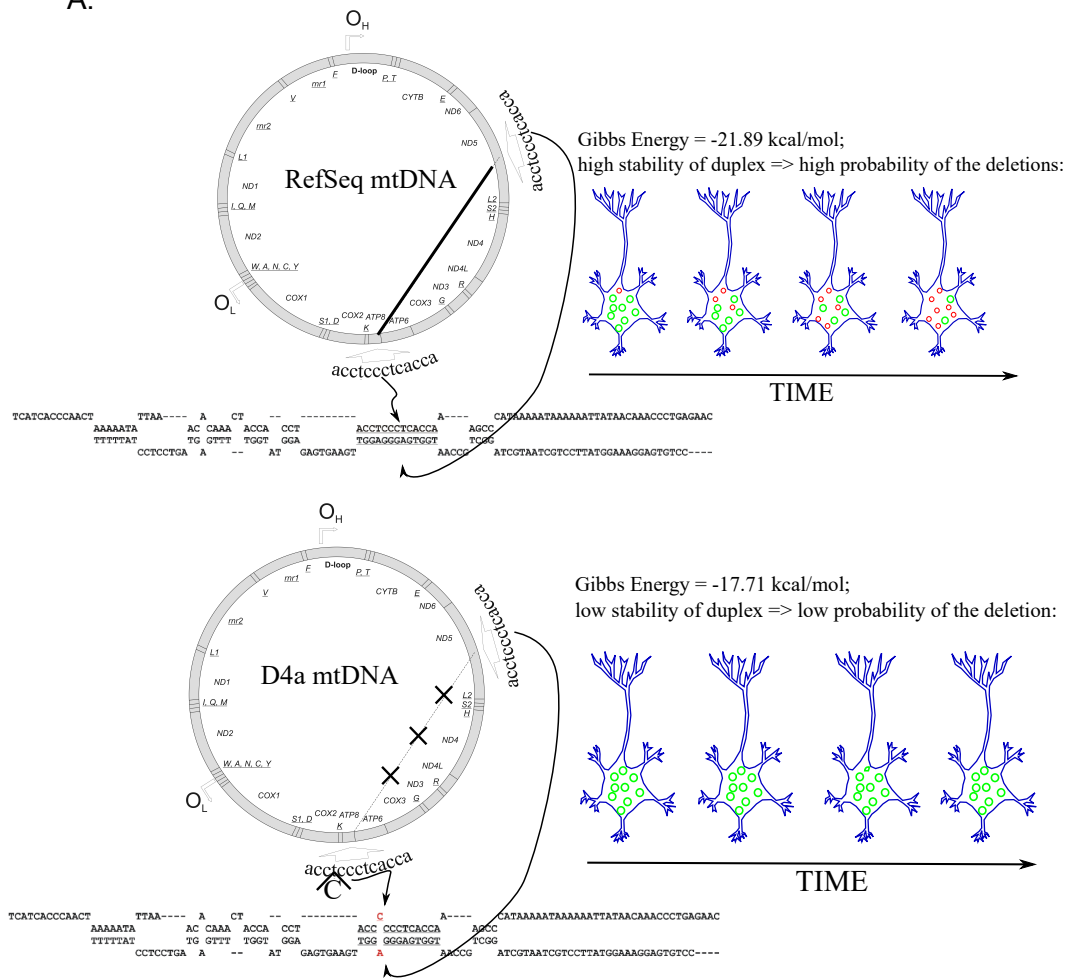 A.
OH
D-loop
F
P, T
rnr1
CYTB
E
V
ND6
acctccctcacca
rnr2
ND5
L1
RefSeq mtDNA
ND1
L2
S2
H
I, Q, M
ND2
ND4
W, A, N, C, Y
ND4L
R
ND3
G
OL
COX1
COX3
S1, D
COX2
ATP8
K
ATP6
acctccctcacca
Gibbs Energy = -21.89 kcal/mol;
high stability of duplex => high probability of the deletions:
TIME
TCATCACCCAACT TTAA---- A CT -- --------- A---- CATAAAAATAAAAAATTATAACAAACCCTGAGAAC
AAAAATA AC CAAA ACCA CCT ACCTCCCTCACCA AGCC
TTTTTAT TG GTTT TGGT GGA TGGAGGGAGTGGT TCGG
CCTCCTGA A -- AT GAGTGAAGT AACCG ATCGTAATCGTCCTTATGGAAAGGAGTGTCC----
OH
D-loop
F
P, T
rnr1
CYTB
E
V
ND6
acctccctcacca
rnr2
ND5
L1
D4a mtDNA
ND1
L2
S2
H
I, Q, M
ND2
ND4
W, A, N, C, Y
ND4L
R
ND3
G
OL
COX1
COX3
S1, D
COX2
ATP8
K
ATP6
acctccctcacca
C
Gibbs Energy = -17.71 kcal/mol;
low stability of duplex => low probability of the deletion:
TIME
TCATCACCCAACT TTAA---- A CT -- --------- C A---- CATAAAAATAAAAAATTATAACAAACCCTGAGAAC
AAAAATA AC CAAA ACCA CCT ACC CCCTCACCA AGCC
TTTTTAT TG GTTT TGGT GGA TGG GGGAGTGGT TCGG
CCTCCTGA A -- AT GAGTGAAGT A AACCG ATCGTAATCGTCCTTATGGAAAGGAGTGTCC----